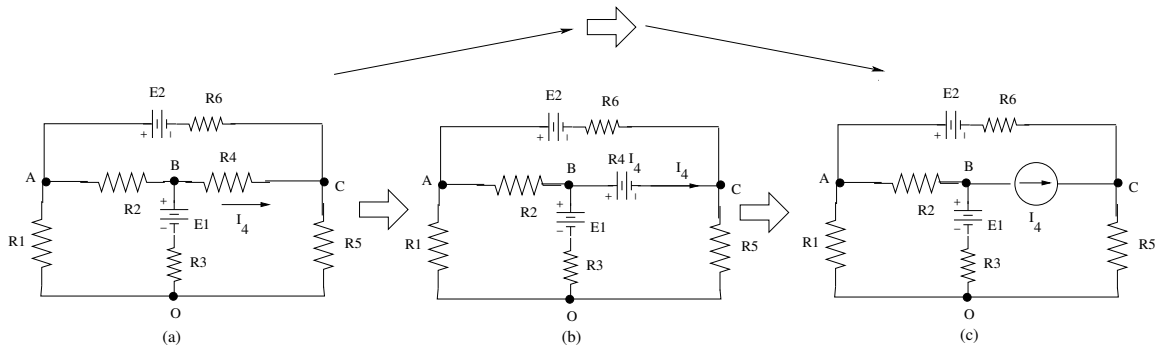 E2
R6
+ -
A
B
R4
C
R2
I4
+
E1
-
R1
R3
R5
O
(a)
E2
R6
+ -
A
B
R4 I4
I4
+ -
C
R2
+
E1
-
R1
R3
R5
O
(b)
E2
R6
+ -
A
B
C
R2
I4
+
E1
-
R1
R3
R5
O
(c)